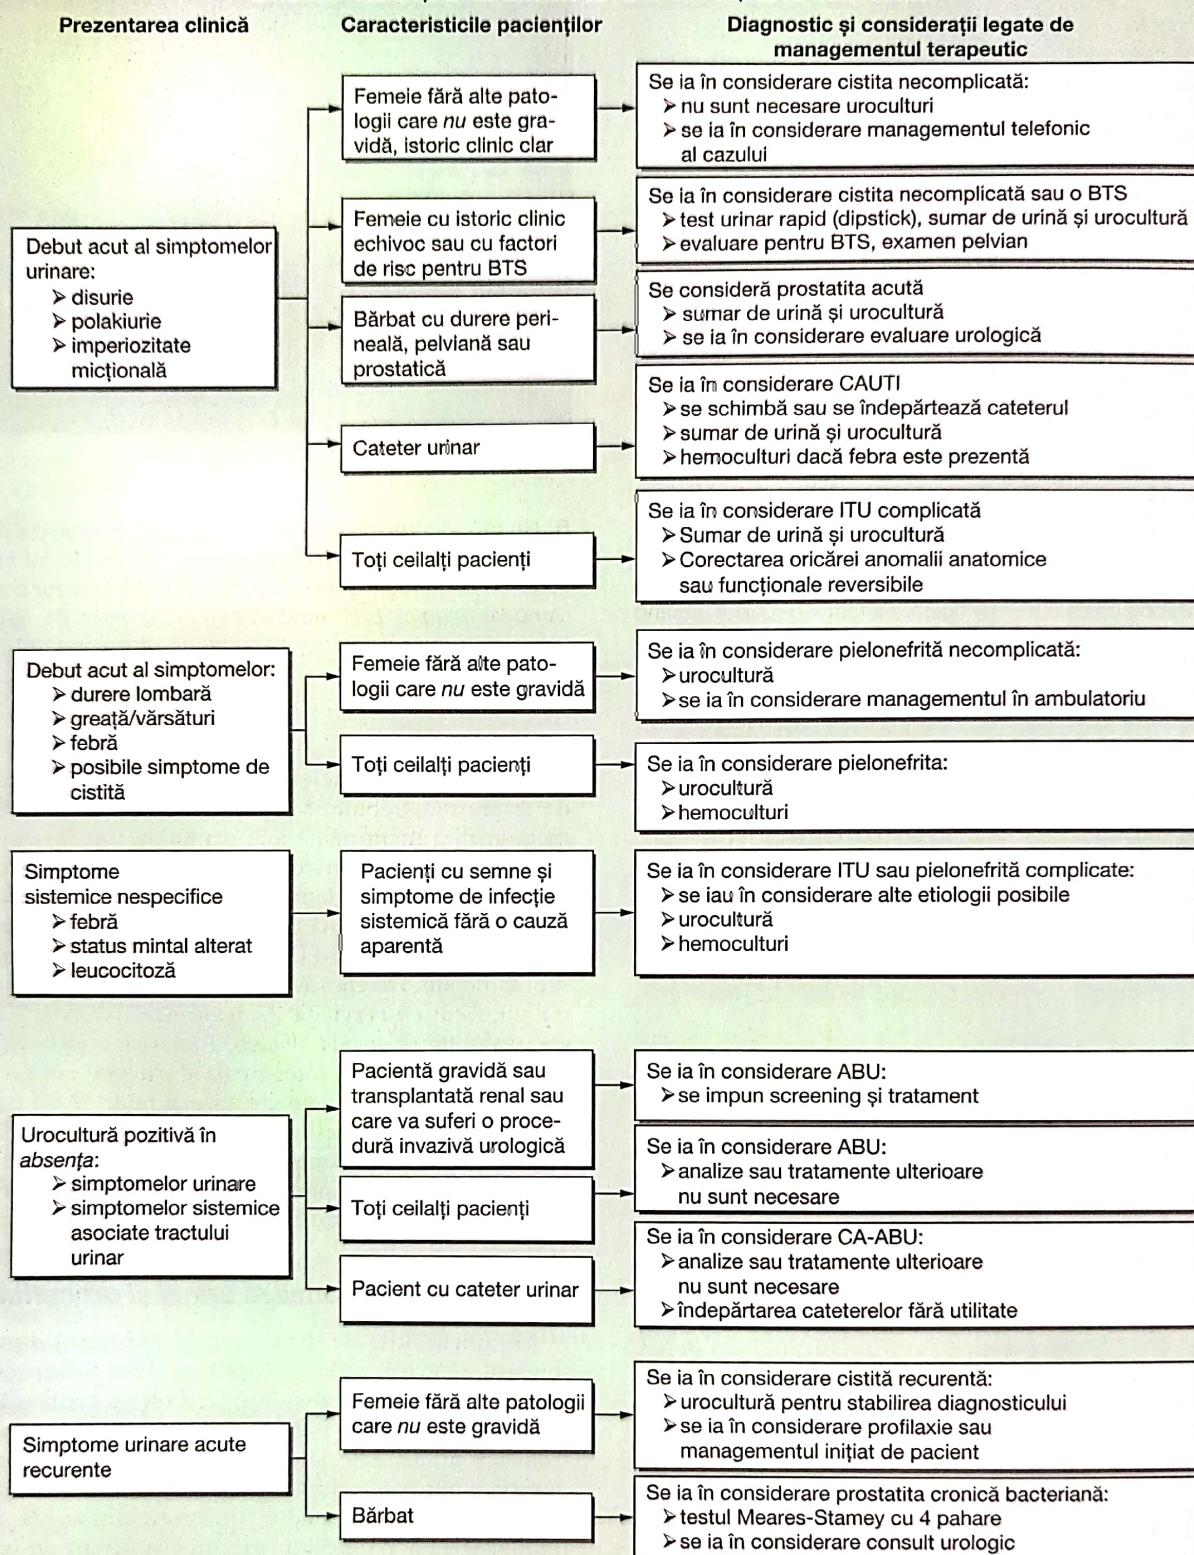 Prezentarea clinică
Caracteristicile pacienților
Diagnostic și considerații legate de
managementul terapeutic
Debut acut al simptomelor
urinare:
➢ disurie
➢ polakiurie
➢ imperiozitate
micțională
Femeie fără alte pato-
logii care nu este gra-
vidă, istoric clinic clar
Se ia în considerare cistita necomplicată:
➢ nu sunt necesare uroculturi
➢ se ia în considerare managementul telefonic
al cazului
Femeie cu istoric clinic
echivoc sau cu factori
de risc pentru BTS
Se ia în considerare cistita necomplicată sau o BTS
➢ test urinar rapid (dipstick), sumar de urină și urocultură
➢ evaluare pentru BTS, examen pelvian
Bărbat cu durere peri-
neală, pelviană sau
prostatică
Se consideră prostatita acută
➢ sumar de urină și urocultură
➢ se ia în considerare evaluare urologică
Cateter urinar
Se ia în considerare CAUTI
➢ se schimbă sau se îndepărtează cateterul
➢ sumar de urină și urocultură
➢ hemoculturi dacă febra este prezentă
Toți ceilalți pacienți
Se ia în considerare ITU complicată
➢ Sumar de urină și urocultură
➢ Corectarea oricărei anomalii anatomice
sau funcționale reversibile
Debut acut al simptomelor:
➢ durere lombară
➢ greață/vărsături
➢ febră
➢ posibile simptome de
cistită
Femeie fără alte pato-
logii care nu este gravidă
Se ia în considerare pielonefrită necomplicată:
➢ urocultură
➢ se ia în considerare managementul în ambulatoriu
Toți ceilalți pacienți
Se ia în considerare pielonefrita:
➢ urocultură
➢ hemoculturi
Simptome
sistemice nespecifice
➢ febră
➢ status mintal alterat
➢ leucocitoză
Pacienți cu semne și
simptome de infecție
sistemică fără o cauză
aparentă
Se ia în considerare ITU sau pielonefrită complicate:
➢ se iau în considerare alte etiologii posibile
➢ urocultură
➢ hemoculturi
Urocultură pozitivă în
absența:
➢ simptomelor urinare
➢ simptomelor sistemice
asociate tractului
urinar
Pacientă gravidă sau
transplantată renal sau
care va suferi o proce-
dură invazivă urologică
Se ia în considerare ABU:
➢ se impun screening și tratament
Toți ceilalți pacienți
Se ia în considerare ABU:
➢ analize sau tratamente ulterioare
nu sunt necesare
Pacient cu cateter urinar
Se ia în considerare CA-ABU:
➢ analize sau tratamente ulterioare
nu sunt necesare
➢ îndepărtarea cateterelor fără utilitate
Simptome urinare acute
recurente
Femeie fără alte patologii
care nu este gravidă
Se ia în considerare cistită recurentă:
➢ urocultură pentru stabilirea diagnosticului
➢ se ia în considerare profilaxie sau
managementul inițiat de pacient
Bărbat
Se ia în considerare prostatita cronică bacteriană:
➢ testul Meares-Stamey cu 4 pahare
➢ se ia în considerare consult urologic